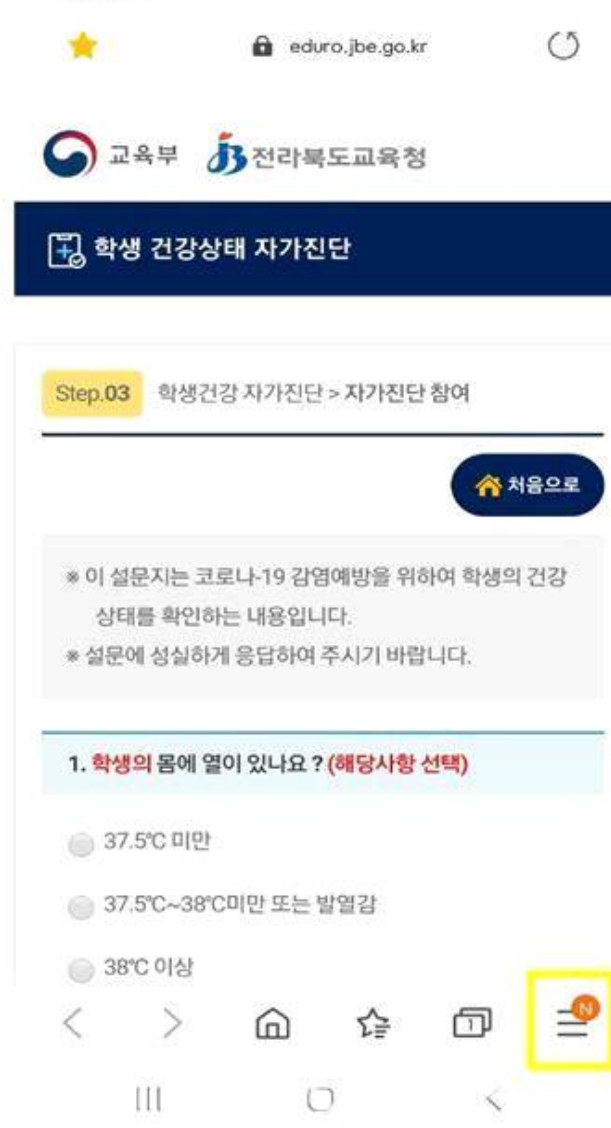 eduro.jbe.go.kr
교육부 전라북도교육청
학생 건강상태 자가진단
Step.03 학생건강 자가진단 > 자가진단 참여
처음으로
※ 이 설문지는 코로나-19 감염예방을 위하여 학생의 건강
상태를 확인하는 내용입니다.
※ 설문에 성실하게 응답하여 주시기 바랍니다.
1. 학생의 몸에 열이 있나요 ? (해당사항 선택)
37.5℃ 미만
37.5℃~38℃미만 또는 발열감
38℃ 이상
1
N